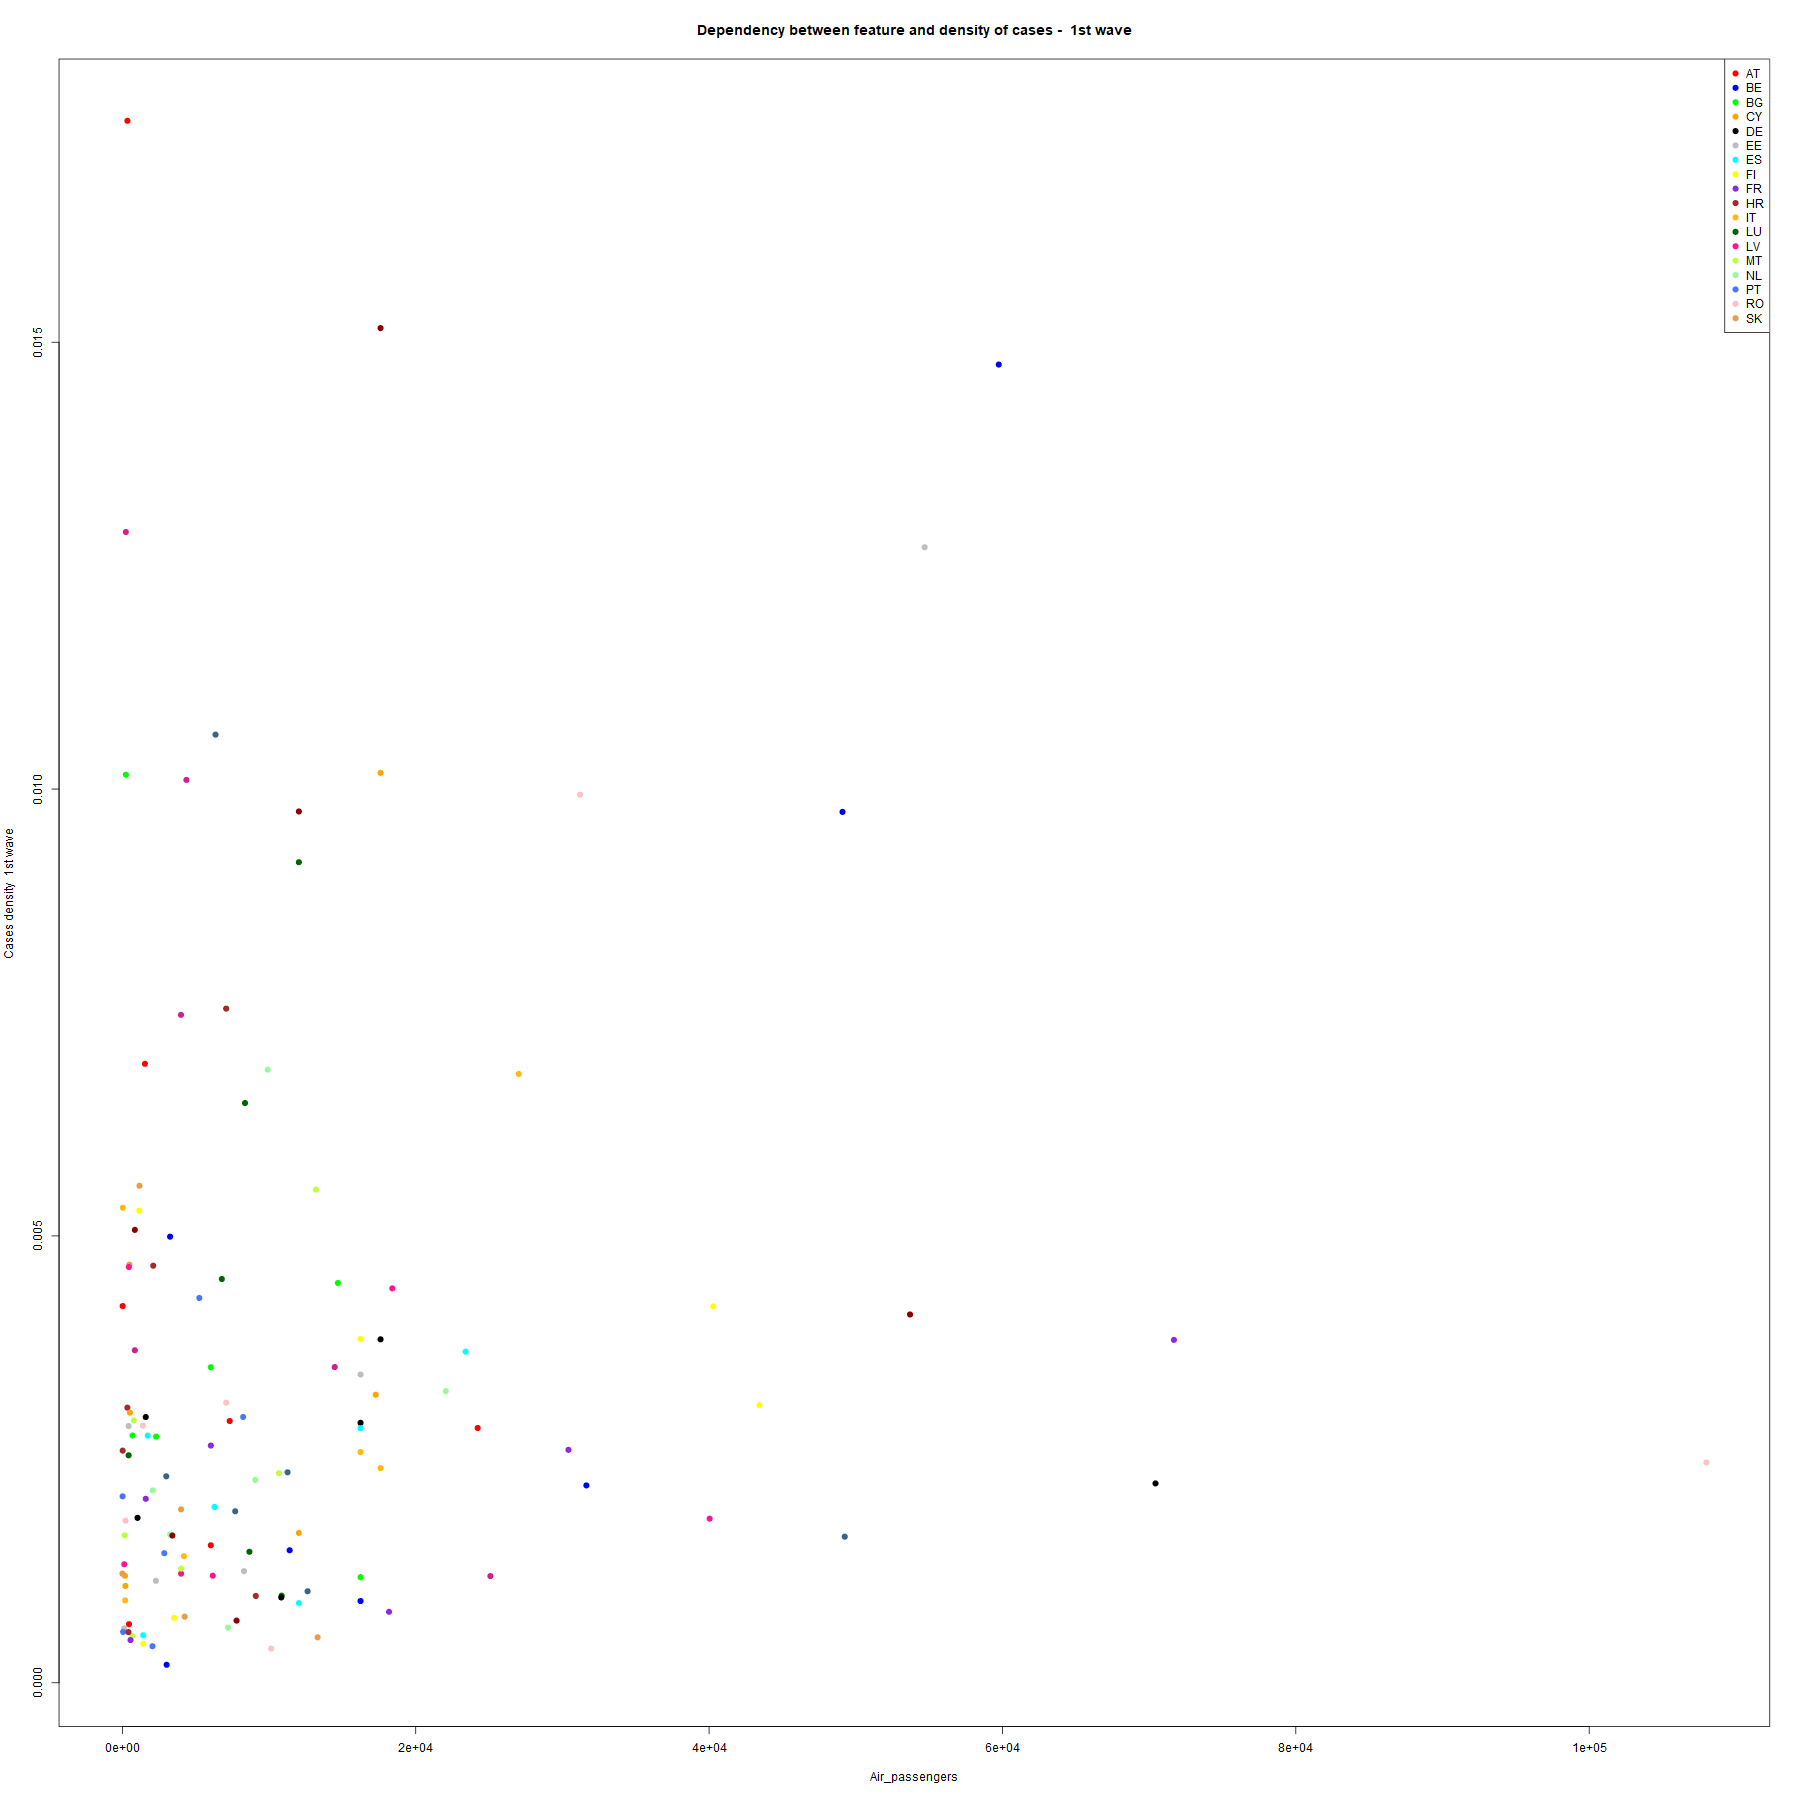 Dependency between feature and density of cases -  1st wave
AT
BE
BG
CY
DE
EE
ES
FI
FR
HR
IT
LU
LV
MT
NL
PT
RO
SK
0.015
0.010
0.005
0.000
Cases density  1st wave
0e+00 2e+04 4e+04 6e+04 8e+04 1e+05
Air_passengers